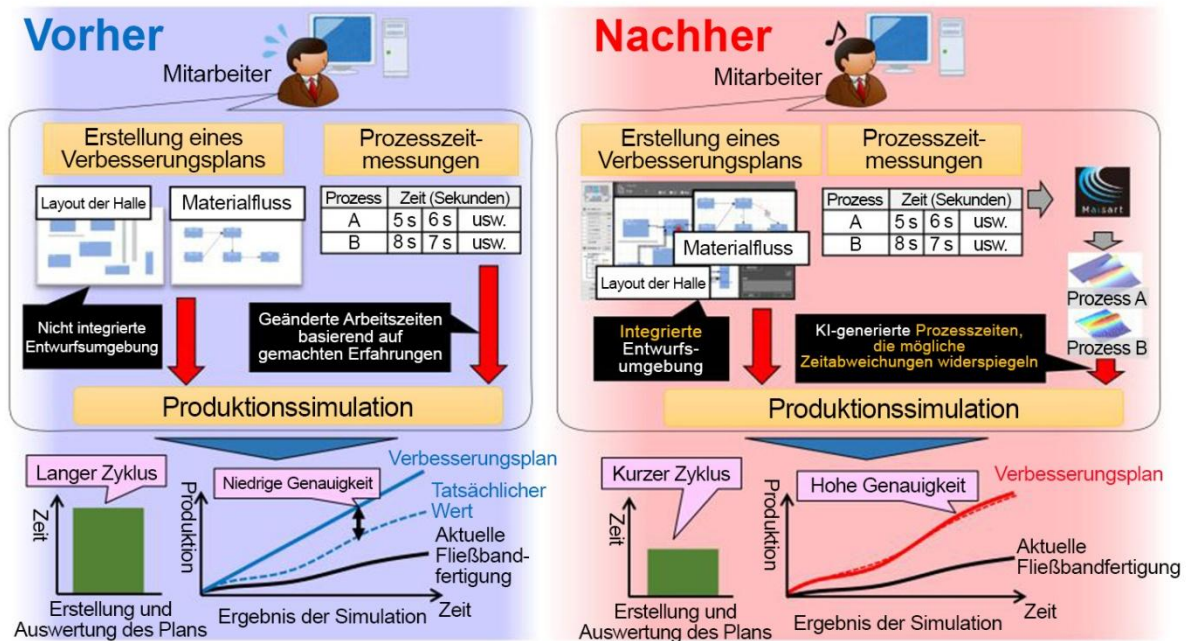 Vorher
Mitarbeiter
Erstellung eines
Verbesserungsplans
Prozesszeit-
messungen
Layout der Halle
Materialfluss
Prozess Zeit (Sekunden)
A 5 s 6 s usw.
B 8 s 7 s usw.
Nicht integrierte
Entwurfsumgebung
Geänderte Arbeitszeiten
basierend auf
gemachten Erfahrungen
Produktionssimulation
Langer Zyklus
Zeit
Erstellung und
Auswertung des Plans
Produktion
Niedrige Genauigkeit
Verbesserungsplan
Tatsächlicher
Wert
Aktuelle
Fließband-
fertigung
Zeit
Ergebnis der Simulation
Nachher
Mitarbeiter
Erstellung eines
Verbesserungsplans
Prozesszeit-
messungen
Materialfluss
Layout der Halle
Prozess Zeit (Sekunden)
A 5 s 6 s usw.
B 8 s 7 s usw.
Maisart
Prozess A
Prozess B
Integrierte
Entwurfs-
umgebung
KI-generierte Prozesszeiten,
die mögliche
Zeitabweichungen widerspiegeln
Produktionssimulation
Kurzer Zyklus
Zeit
Erstellung und
Auswertung des Plans
Produktion
Hohe Genauigkeit
Verbesserungsplan
Aktuelle
Fließbandfertigung
Zeit
Ergebnis der Simulation